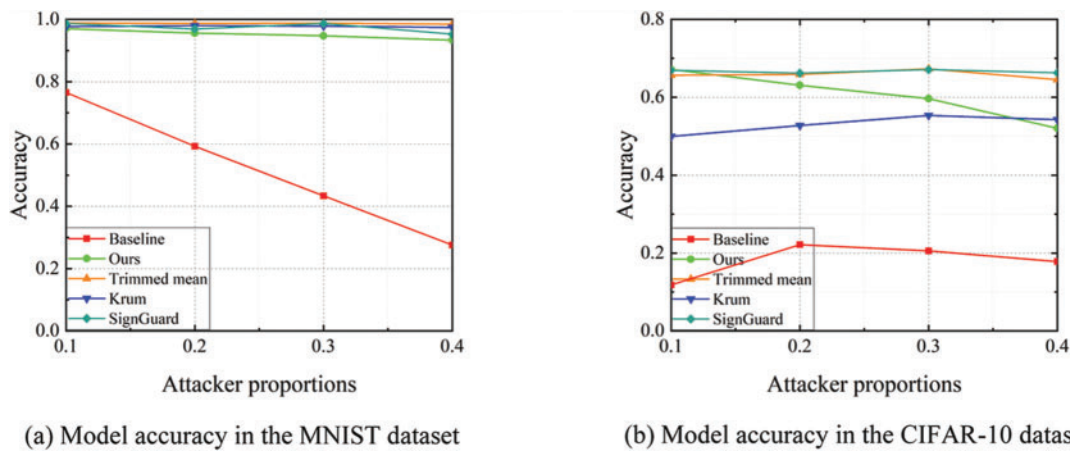 1.0
0.8
0.6
0.4
0.2
0.0
Accuracy
Baseline
Ours
Trimmed mean
Krum
SignGuard
0.1 0.2 0.3 0.4
Attacker proportions
(a) Model accuracy in the MNIST dataset
0.8
0.6
0.4
0.2
0.0
Accuracy
Baseline
Ours
Trimmed mean
Krum
SignGuard
0.1 0.2 0.3 0.4
Attacker proportions
(b) Model accuracy in the CIFAR-10 datas